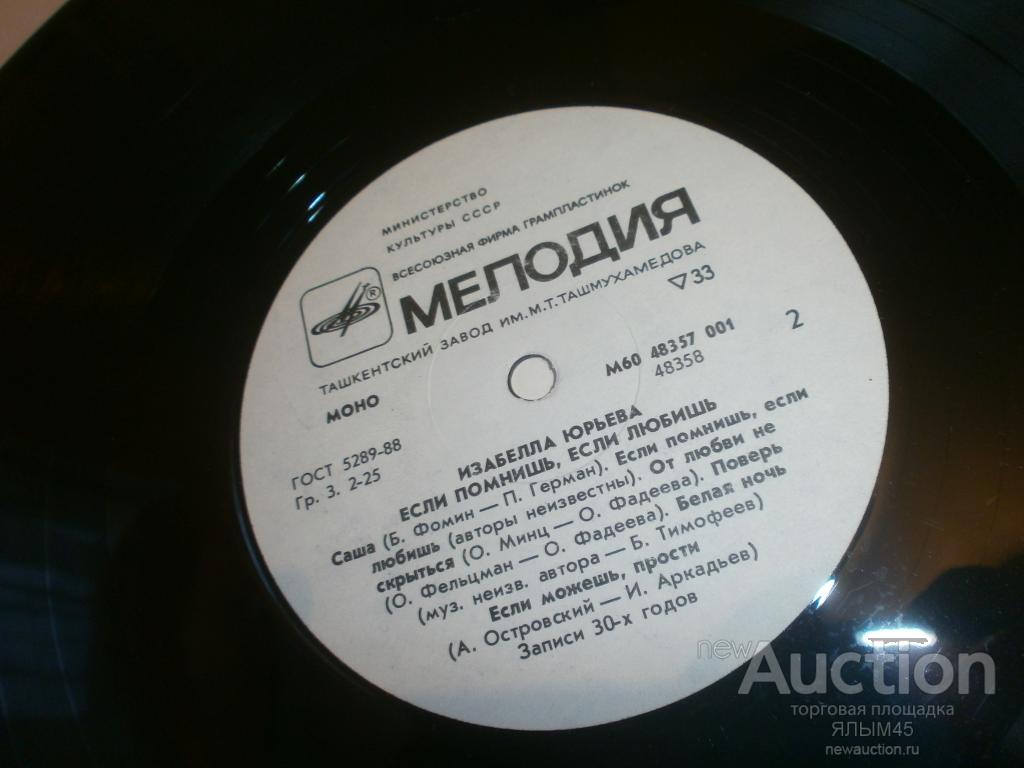 МИНИСТЕРСТВО
КУЛЬТУРЫ СССР
ВСЕСОЮЗНАЯ ФИРМА ГРАМПЛАСТИНОК
МЕЛОДИЯ
®
ТАШКЕНТСКИЙ ЗАВОД ИМ. М.Т.ТАШМУХАМЕДОВА
▽33
МОНО
М60 48357 001
48358
2
ГОСТ 5289-88
Гр. 3. 2-25
ИЗАБЕЛЛА ЮРЬЕВА
ЕСЛИ ПОМНИШЬ, ЕСЛИ ЛЮБИШЬ
Саша (Б. Фомин — П. Герман). Если помнишь, если
любишь (авторы неизвестны). От любви не
скрыться (О. Минц — О. Фадеева). Поверь
(О. Фельцман — О. Фадеева). Белая ночь
(муз. неизв. автора — Б. Тимофеев)
Если можешь, прости
(А. Островский — И. Аркадьев)
Записи 30-х годов
newAuction
торговая площадка
ЯЛЫМ45
newauction.ru